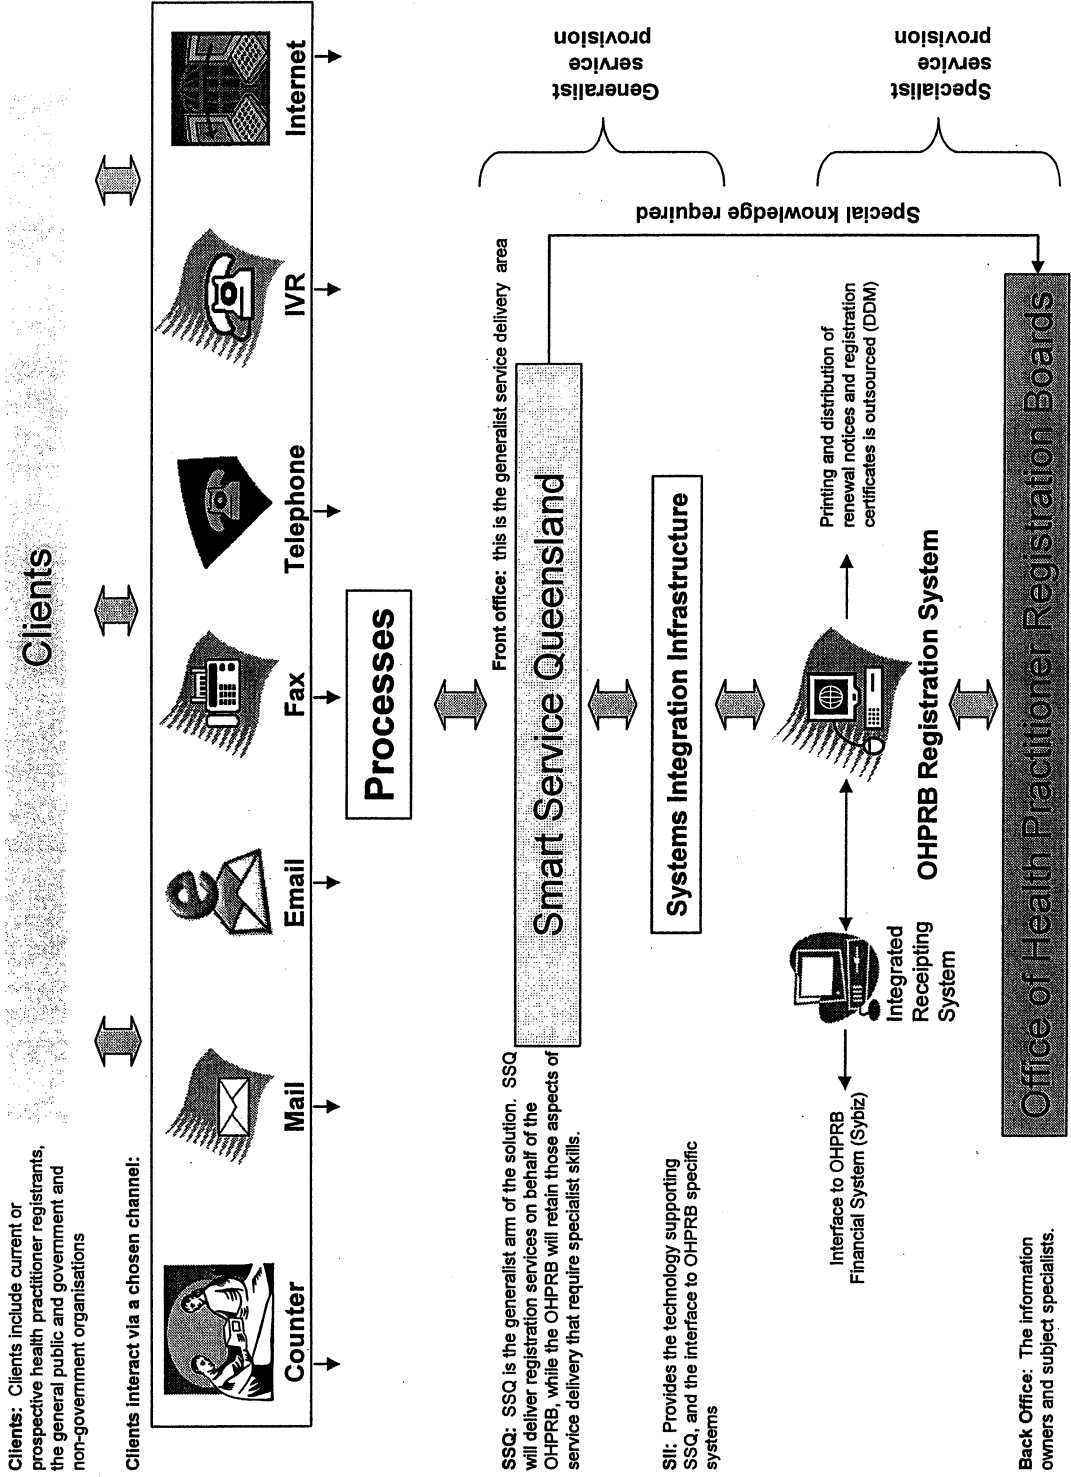 Clients: Clients include current or
prospective health practitioner registrants,
the general public and government and
non-government organisations
Clients
Clients interact via a chosen channel:
Counter
Mail
Email
Fax
Telephone
IVR
Internet
Processes
Front office: this is the generalist service delivery area
SSQ: SSQ is the generalist arm of the solution. SSQ
will deliver registration services on behalf of the
OHPRB, while the OHPRB will retain those aspects of
service delivery that require specialist skills.
Smart Service Queensland
Generalist
service
provision
SII: Provides the technology supporting
SSQ, and the interface to OHPRB specific
systems
Systems Integration Infrastructure
Special knowledge required
Interface to OHPRB
Financial System (Sybiz)
Integrated
Receipting
System
OHPRB Registration System
Printing and distribution of
renewal notices and registration
certificates is outsourced (DDM)
Specialist
service
provision
Back Office: The information
owners and subject specialists.
Office of Health Practitioner Registration Boards